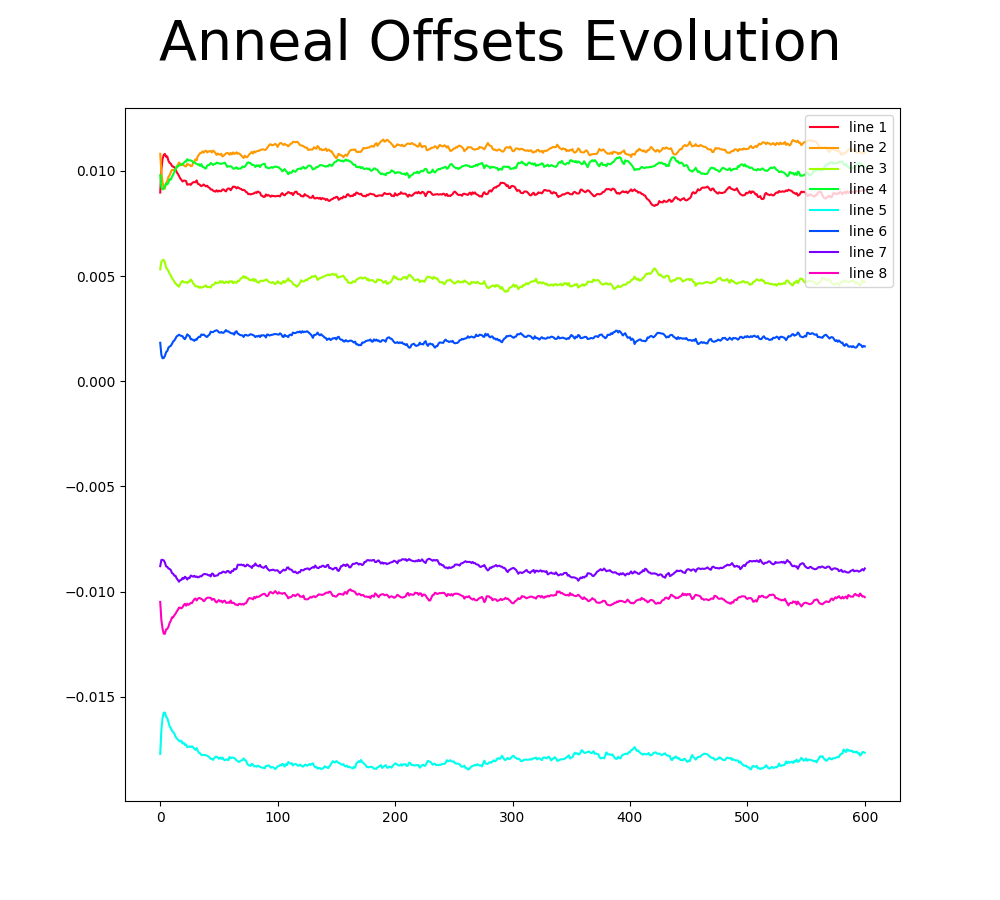 Anneal Offsets Evolution
line 1
line 2
line 3
line 4
line 5
line 6
line 7
line 8
0.010
0.005
0.000
−0.005
−0.010
−0.015
0 100 200 300 400 500 600